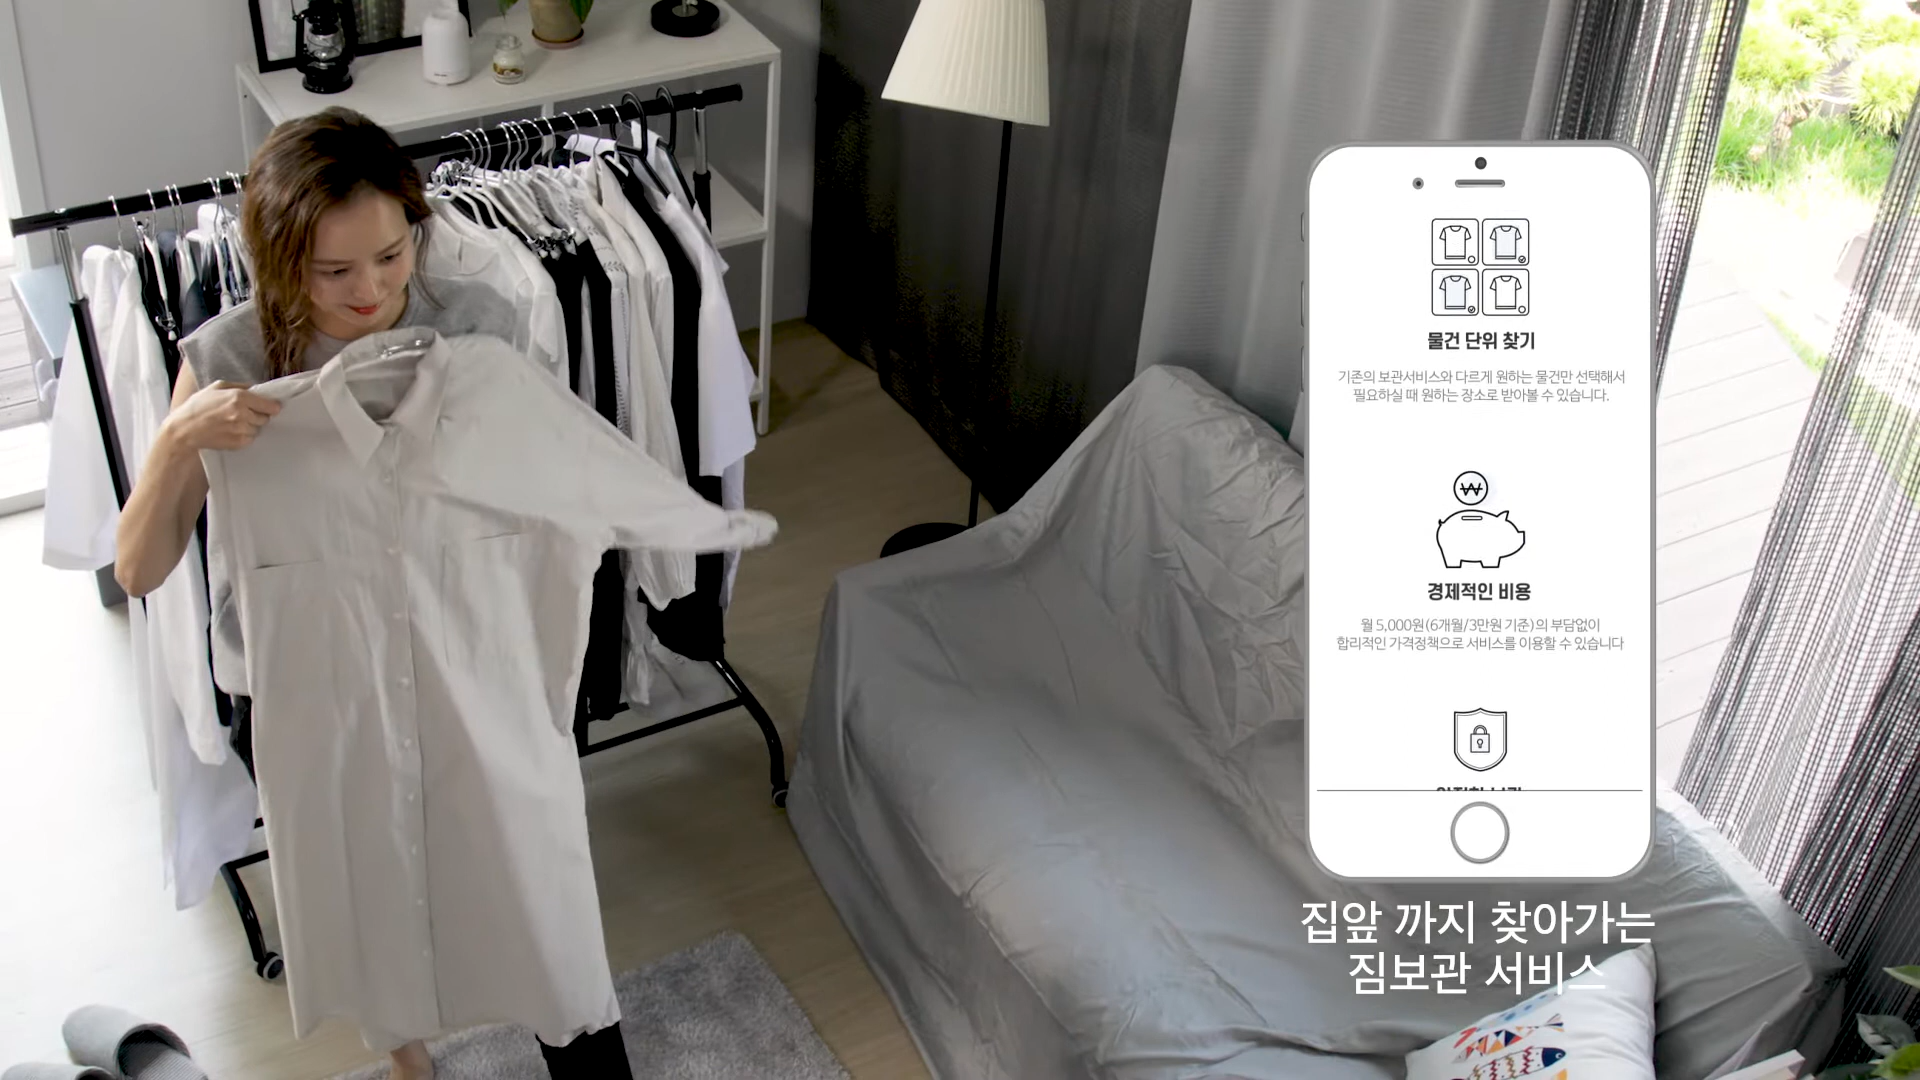 물건 단위 찾기
기존의 보관서비스와 다르게 원하는 물건만 선택해서
필요하실 때 원하는 장소로 받아볼 수 있습니다.
경제적인 비용
월 5,000원(6개월/3만원 기준)의 부담없이
합리적인 가격정책으로 서비스를 이용할 수 있습니다
집앞 까지 찾아가는
짐보관 서비스